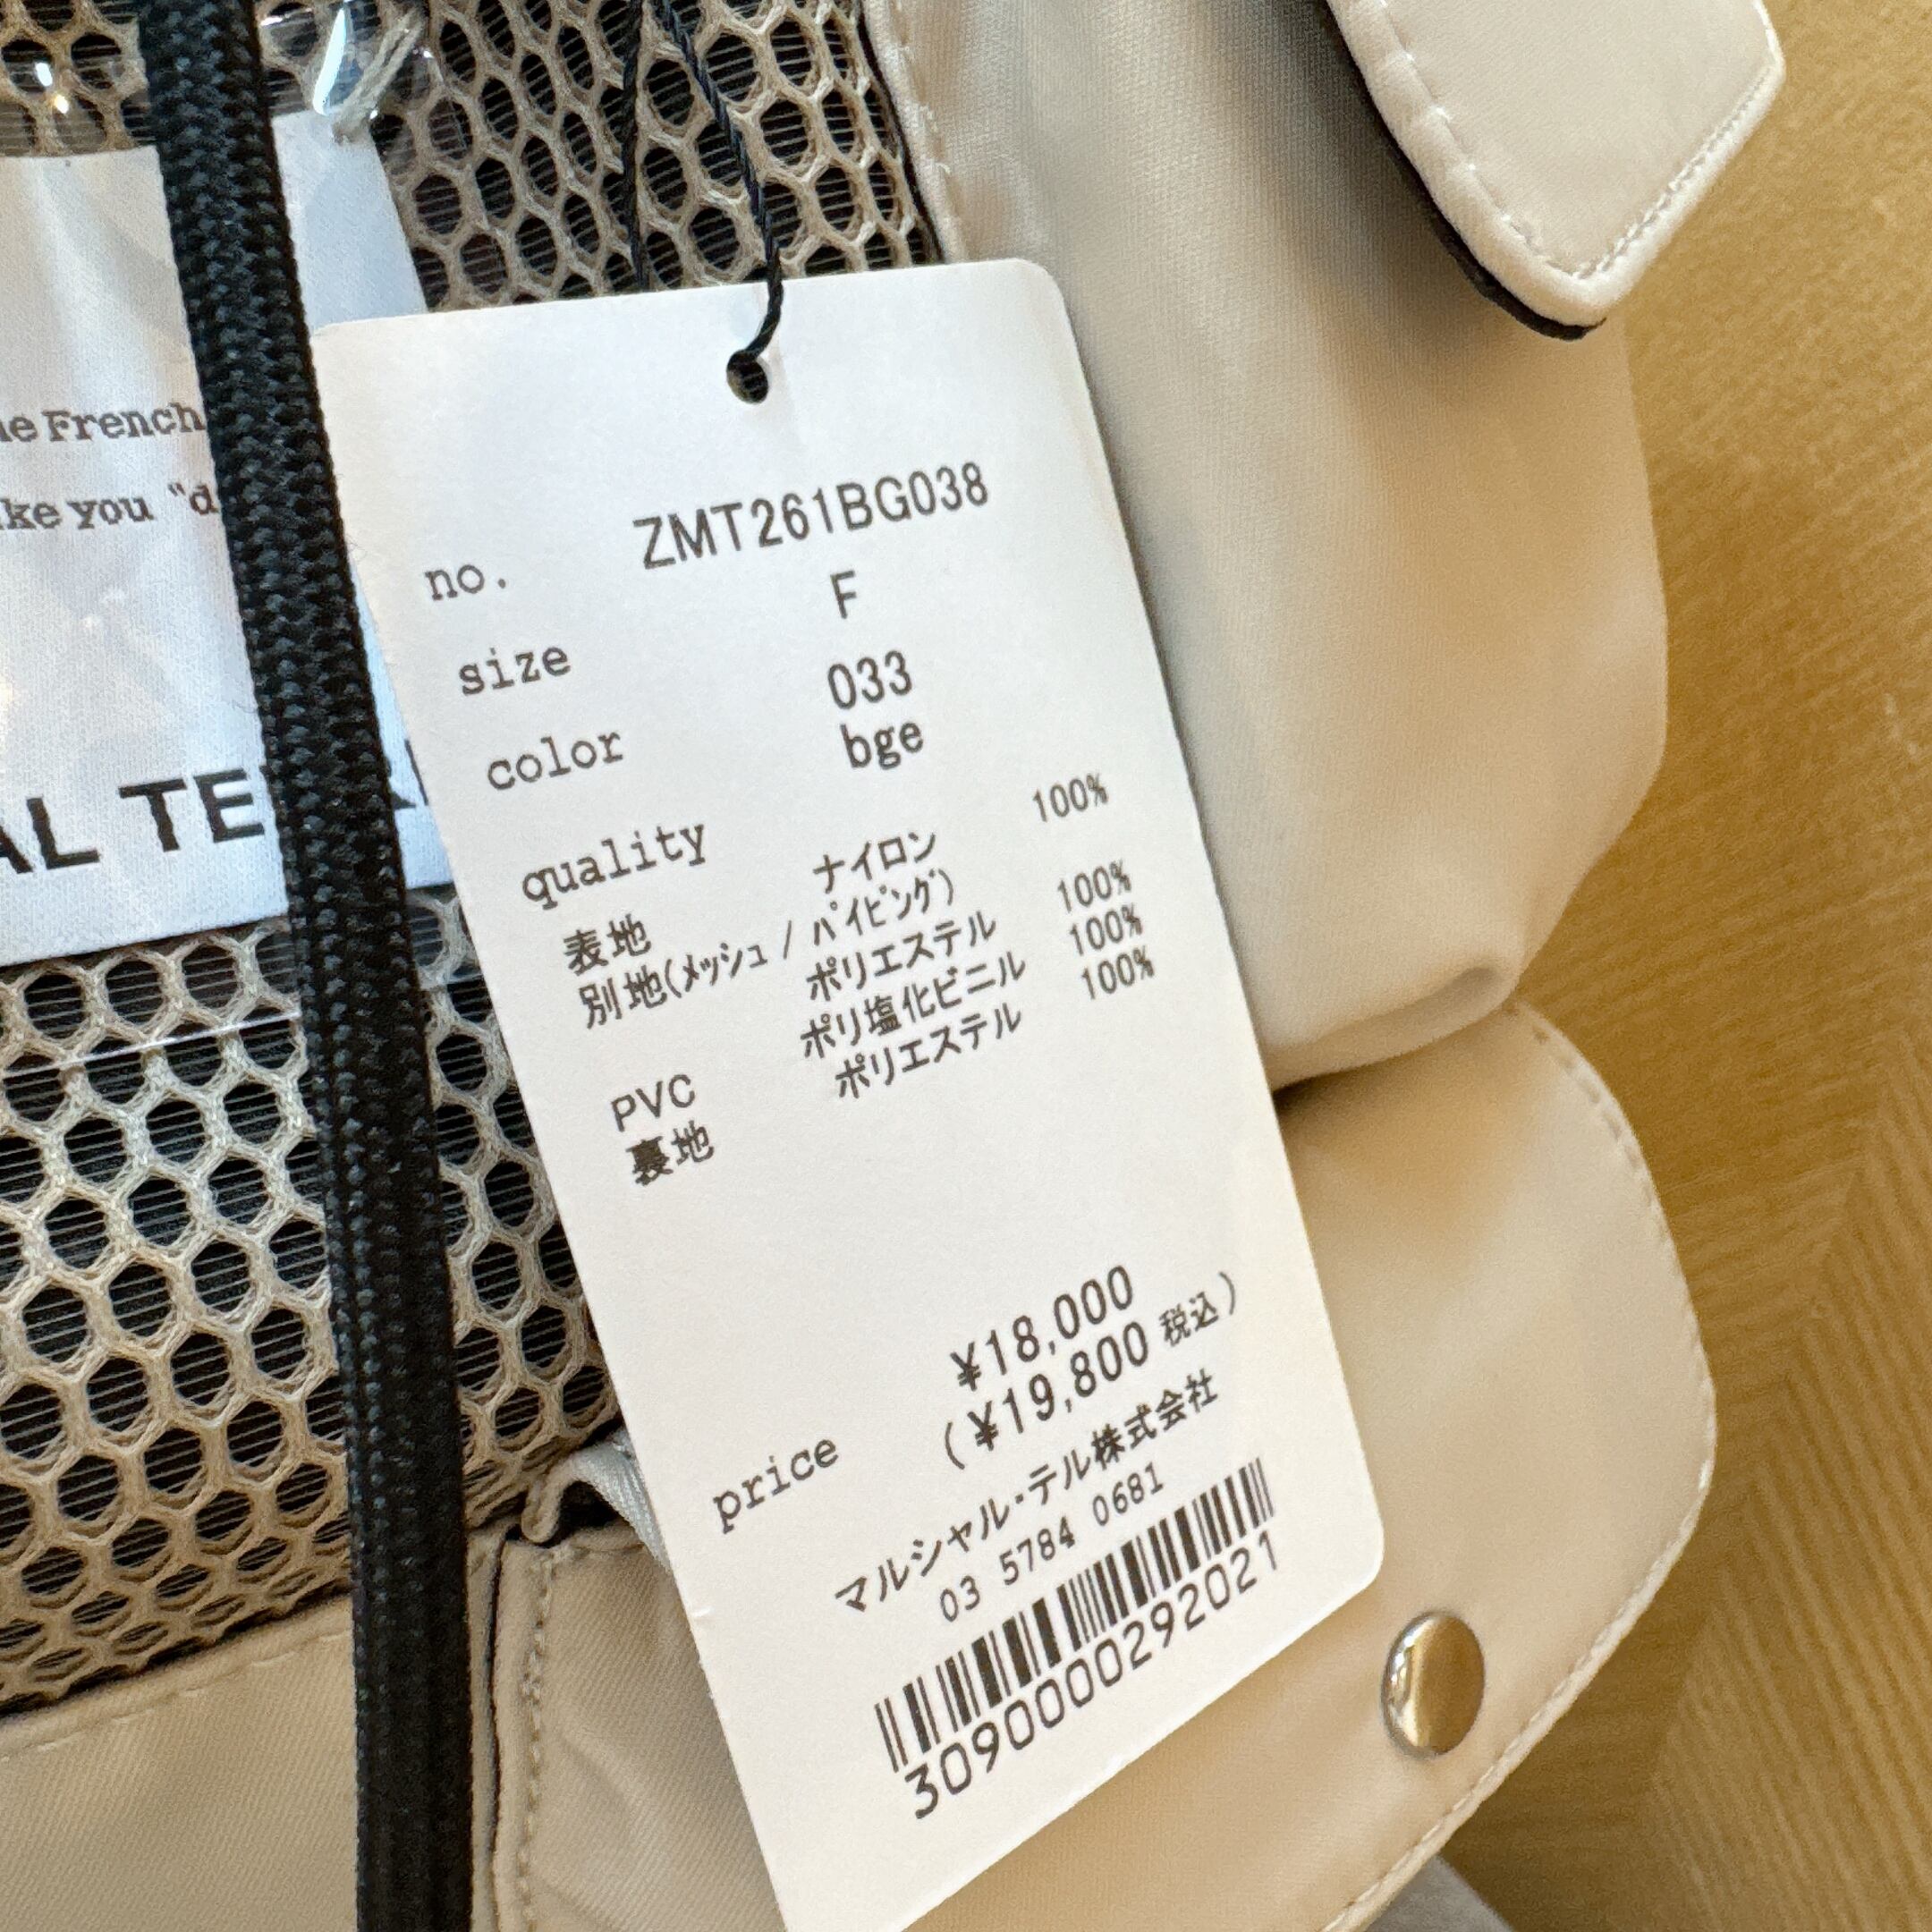 e French
ke you "d
AL TE
no. ZMT261BG038
size F
color 033
bge
quality
表地 ナイロン 100%
別地(メッシュ / パイピング)
ポリエステル 100%
PVC ポリ塩化ビニル 100%
裏地 ポリエステル 100%
price ¥18,000
(¥19,800 税込)
マルシャル・テル株式会社
03 5784 0681
3090000292021